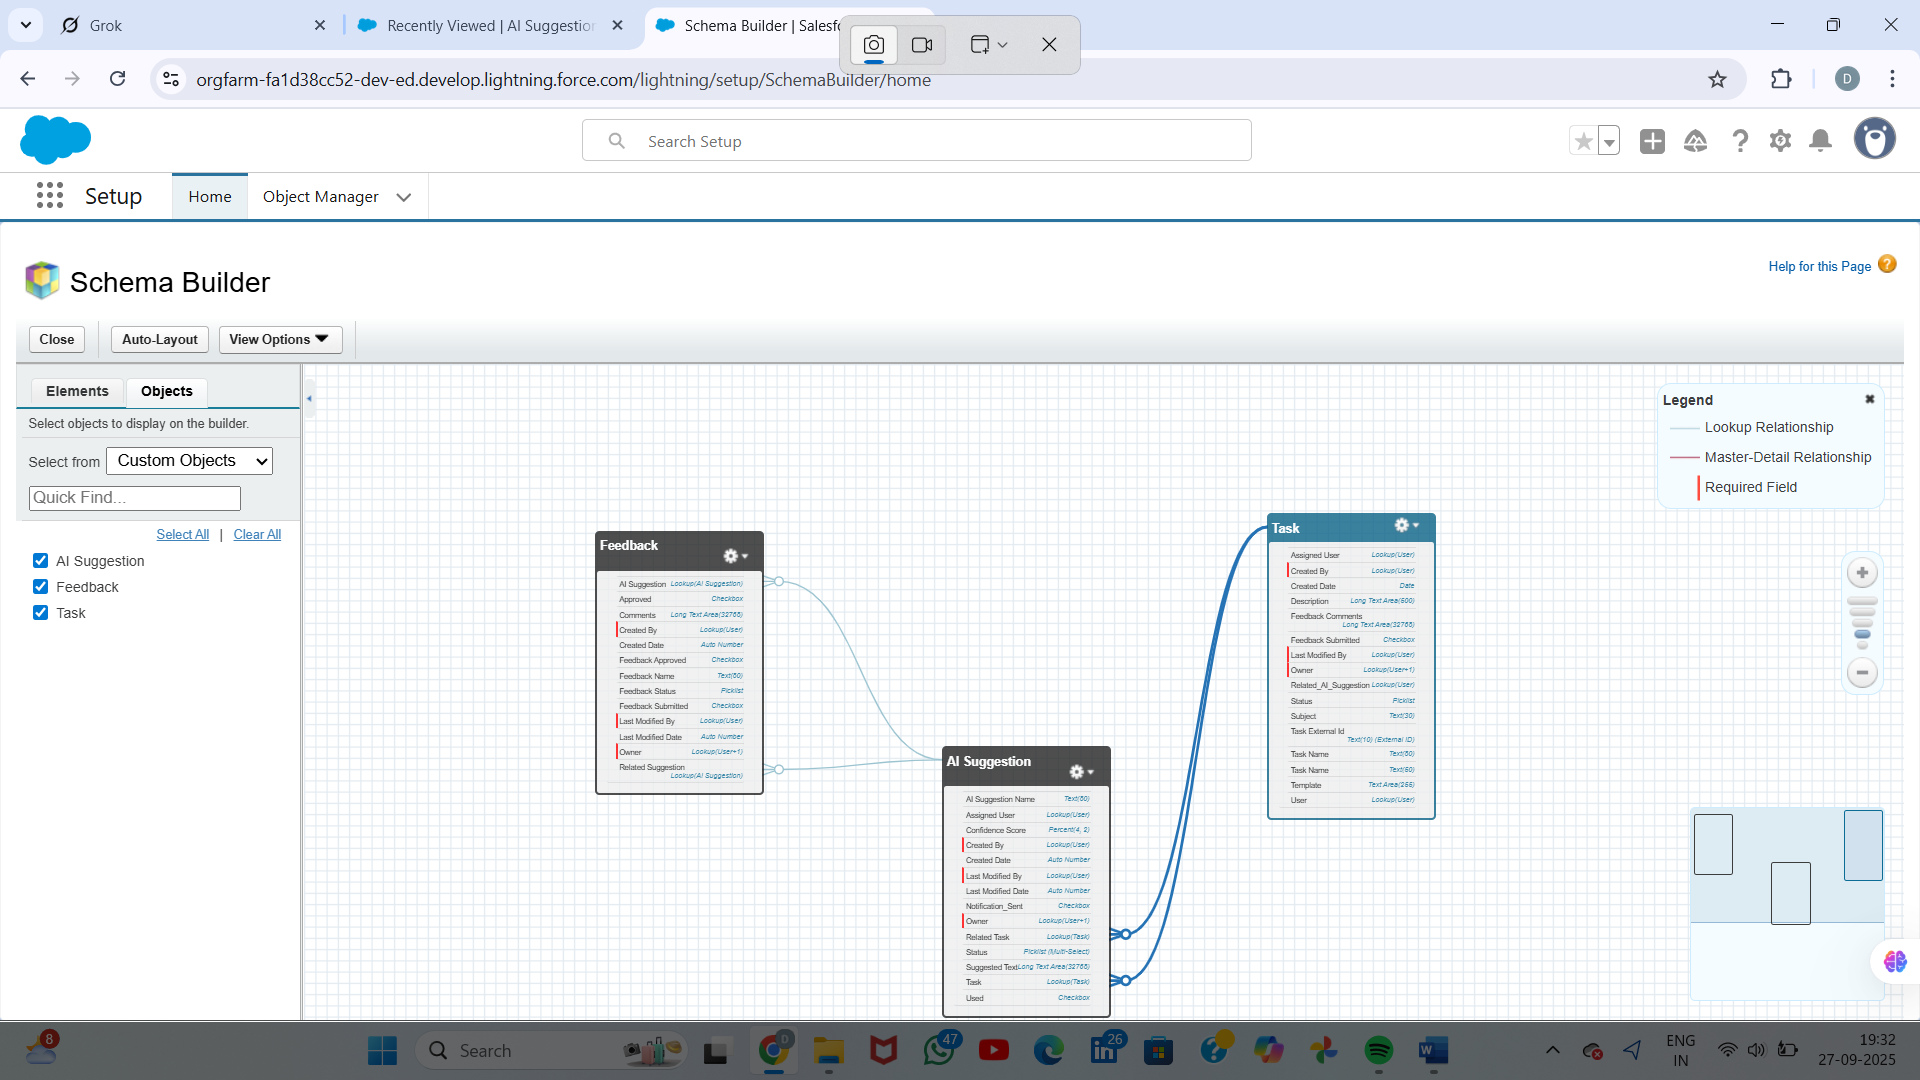 Grok
Recently Viewed | AI Suggestion
Schema Builder | Salesfo
orgfarm-fa1d38cc52-dev-ed.develop.lightning.force.com/lightning/setup/SchemaBuilder/home
D
Search Setup
Setup
Home
Object Manager
Schema Builder
Help for this Page
Close
Auto-Layout
View Options
Elements
Objects
Select objects to display on the builder.
Select from
Custom Objects
Quick Find...
Select All | Clear All
AI Suggestion
Feedback
Task
Legend
Lookup Relationship
Master-Detail Relationship
Required Field
Feedback
AI Suggestion Lookup(AI Suggestion)
Approved Checkbox
Comments Long Text Area(32768)
Created By Lookup(User)
Created Date Auto Number
Feedback Approved Checkbox
Feedback Name Text(80)
Feedback Status Picklist
Feedback Submitted Checkbox
Last Modified By Lookup(User)
Last Modified Date Auto Number
Owner Lookup(User+1)
Related Suggestion
Lookup(AI Suggestion)
AI Suggestion
AI Suggestion Name Text(80)
Assigned User Lookup(User)
Confidence Score Percent(4, 2)
Created By Lookup(User)
Created Date Auto Number
Last Modified By Lookup(User)
Last Modified Date Auto Number
Notification_Sent Checkbox
Owner Lookup(User+1)
Related Task Lookup(Task)
Status Picklist (Multi-Select)
Suggested Text Long Text Area(32768)
Task Lookup(Task)
Used Checkbox
Task
Assigned User Lookup(User)
Created By Lookup(User)
Created Date Date
Description Long Text Area(500)
Feedback Comments
Long Text Area(32768)
Feedback Submitted Checkbox
Last Modified By Lookup(User)
Owner Lookup(User+1)
Related_AI_Suggestion Lookup(User)
Status Picklist
Subject Text(30)
Task External Id
Text(10) (External ID)
Task Name Text(50)
Task Name Text(80)
Template Text Area(255)
User Lookup(User)
8
Search
D
47
26
ENG
IN
19:32
27-09-2025